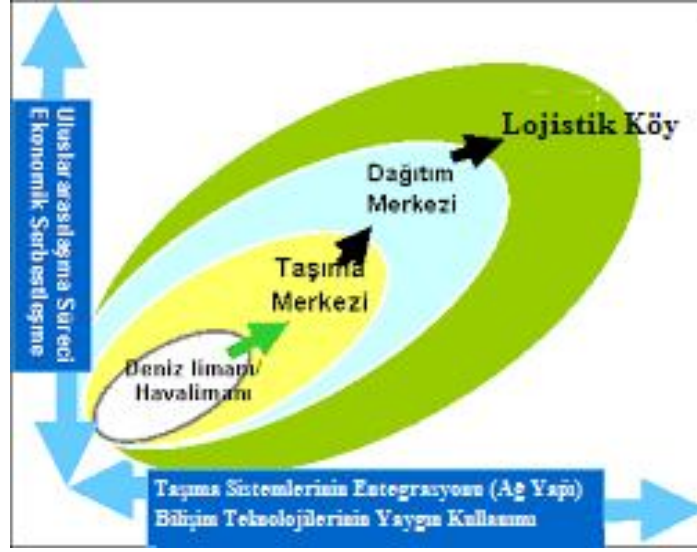 Uluslararasılaşma Süreci
Ekonomik Serbestleşme
Lojistik Köy
Dağıtım
Merkezi
Taşıma
Merkezi
Deniz limanı/
Havalimanı
Taşıma Sistemlerinin Entegrasyonu (Ağ Yapı)
Bilişim Teknolojilerinin Yaygın Kullanımı